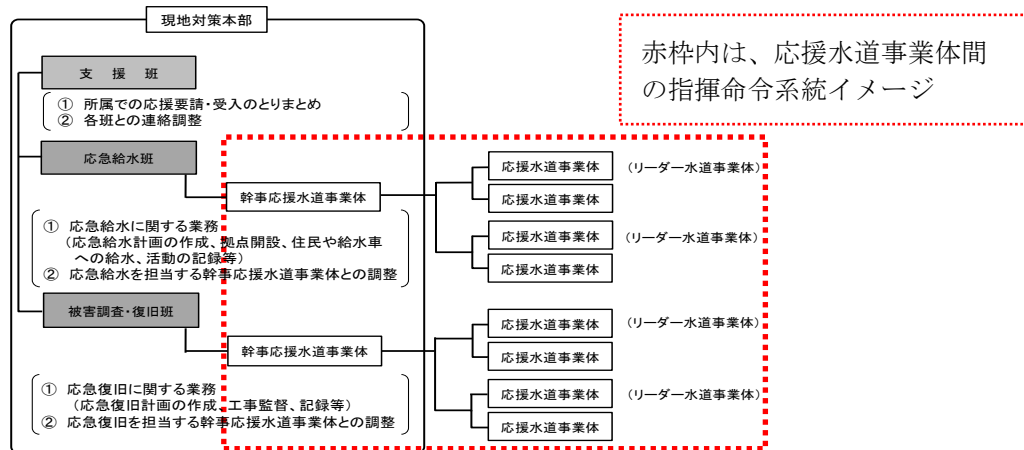 現地対策本部
赤枠内は、応援水道事業体間
の指揮命令系統イメージ
支 援 班
① 所属での応援要請・受入のとりまとめ
② 各班との連絡調整
応急給水班
幹事応援水道事業体
応援水道事業体 (リーダー水道事業体)
応援水道事業体
応援水道事業体 (リーダー水道事業体)
応援水道事業体
① 応急給水に関する業務
(応急給水計画の作成、拠点開設、住民や給水車
への給水、活動の記録等)
② 応急給水を担当する幹事応援水道事業体との調整
被害調査・復旧班
幹事応援水道事業体
応援水道事業体 (リーダー水道事業体)
応援水道事業体
応援水道事業体 (リーダー水道事業体)
応援水道事業体
① 応急復旧に関する業務
(応急復旧計画の作成、工事監督、記録等)
② 応急復旧を担当する幹事応援水道事業体との調整